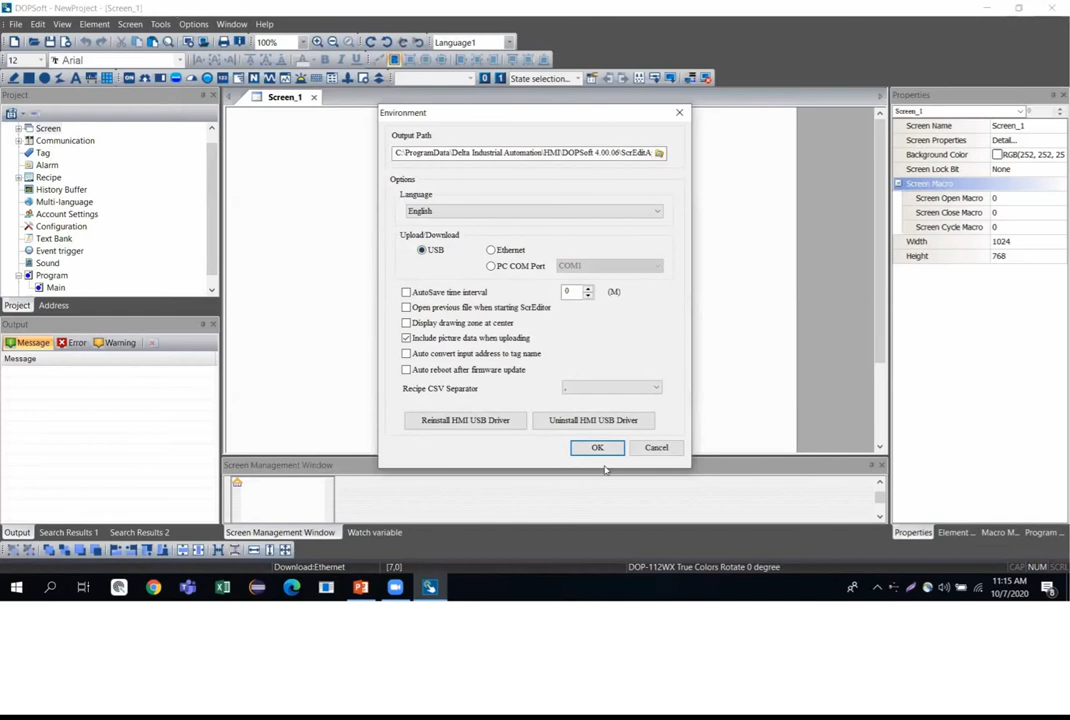 DOPSoft - NewProject - [Screen_1]
File Edit View Element Screen Tools Options Window Help
100% Language1
12 Arial
State selection...
Project
Screen_1
Properties
Screen
Communication
Tag
Alarm
Recipe
History Buffer
Multi-language
Account Settings
Configuration
Text Bank
Event trigger
Sound
Program
Main
Project Address
Output
Message Error Warning
Message
Environment
Output Path
C:\ProgramData\Delta Industrial Automation\HMI\DOPSoft 4.00.06\ScrEdit\
Options
Language
English
Upload/Download
USB Ethernet
PC COM Port COM1
AutoSave time interval 0 (M)
Open previous file when starting ScrEditor
Display drawing zone at center
Include picture data when uploading
Auto convert input address to tag name
Auto reboot after firmware update
Recipe CSV Separator ,
Reinstall HMI USB Driver Uninstall HMI USB Driver
OK Cancel
Screen_1
Screen Name Screen_1
Screen Properties Detail...
Background Color RGB(252, 252, 25
Screen Lock Bit None
Screen Macro
Screen Open Macro 0
Screen Close Macro 0
Screen Cycle Macro 0
Width 1024
Height 768
Screen Management Window
Output Search Results 1 Search Results 2
Screen Management Window Watch variable
Properties Element ... Macro M... Program ...
Download:Ethernet [7,0] DOP-112WX True Colors Rotate 0 degree CAP NUM SCRL
11:15 AM
10/7/2020
8